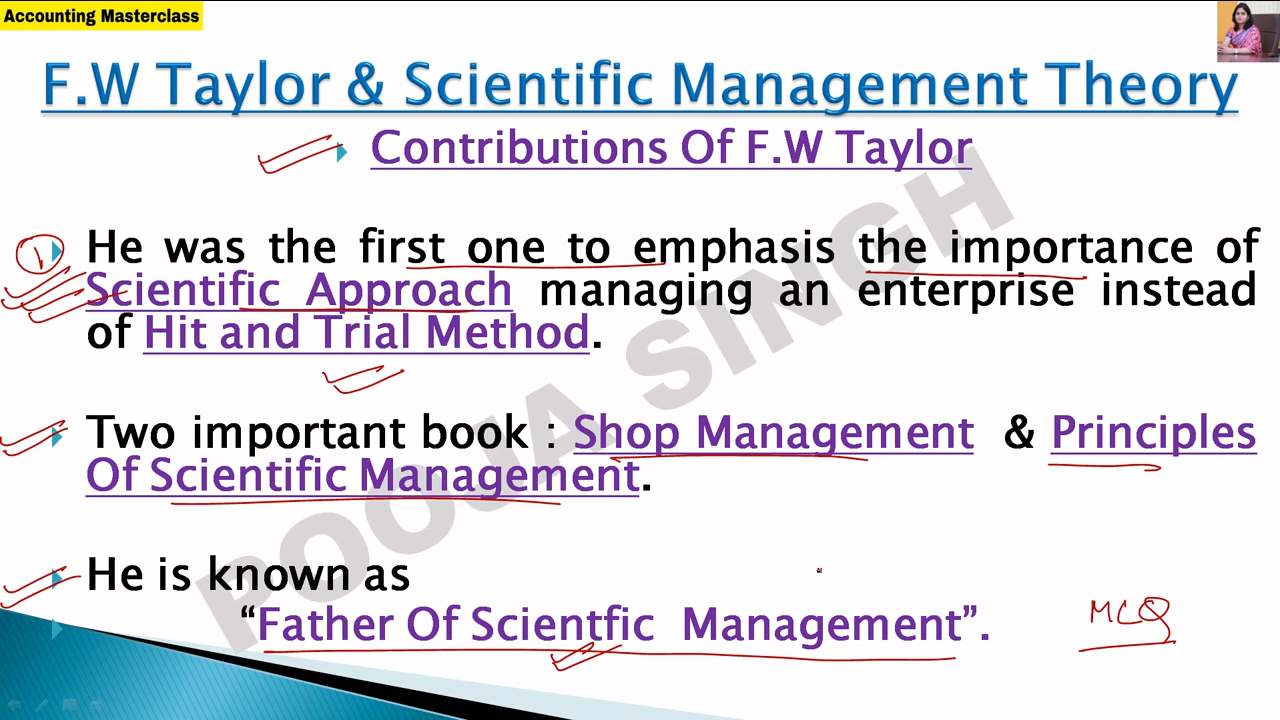 Accounting Masterclass
F.W Taylor & Scientific Management Theory
Contributions Of F.W Taylor
1
He was the first one to emphasis the importance of
Scientific Approach managing an enterprise instead
of Hit and Trial Method.
Two important book : Shop Management & Principles
Of Scientific Management.
He is known as
“Father Of Scientfic Management”.
MCQ
POOJA SINGH